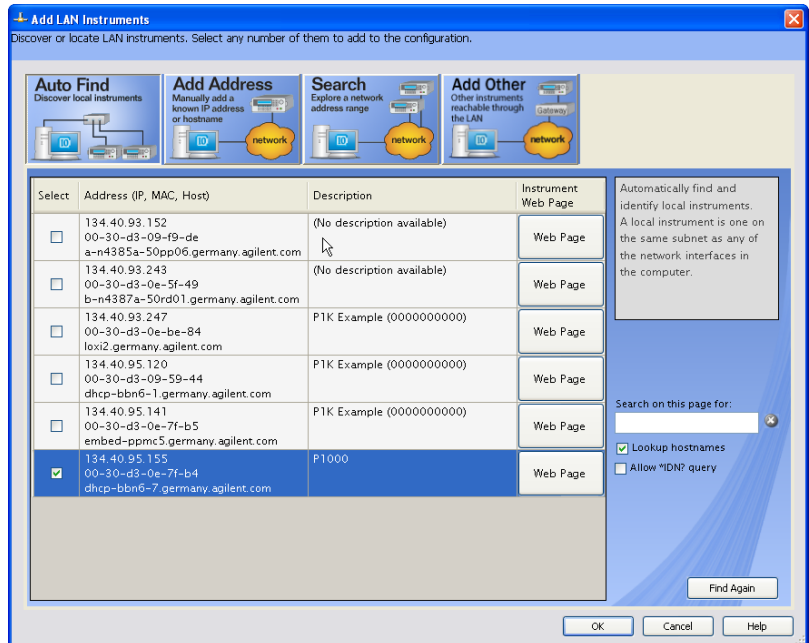 Add LAN Instruments
Discover or locate LAN instruments. Select any number of them to add to the configuration.
Auto Find
Discover local instruments
ID
Add Address
Manually add a
known IP address
or hostname
ID
network
Search
Explore a network
address range
ID
network
Add Other
Other instruments
reachable through
the LAN
Gateway
ID
network
Select
Address (IP, MAC, Host)
Description
Instrument
Web Page
134.40.93.152
00-30-d3-09-f9-de
a-n4385a-50pp06.germany.agilent.com
(No description available)
Web Page
134.40.93.243
00-30-d3-0e-5f-49
b-n4387a-50rd01.germany.agilent.com
(No description available)
Web Page
134.40.93.247
00-30-d3-0e-be-84
loxi2.germany.agilent.com
P1K Example (0000000000)
Web Page
134.40.95.120
00-30-d3-09-59-44
dhcp-bbn6-1.germany.agilent.com
P1K Example (0000000000)
Web Page
134.40.95.141
00-30-d3-0e-7f-b5
embed-ppmc5.germany.agilent.com
P1K Example (0000000000)
Web Page
134.40.95.155
00-30-d3-0e-7f-b4
dhcp-bbn6-7.germany.agilent.com
P1000
Web Page
Automatically find and
identify local instruments.
A local instrument is one on
the same subnet as any of
the network interfaces in
the computer.
Search on this page for:
Lookup hostnames
Allow *IDN? query
Find Again
OK
Cancel
Help